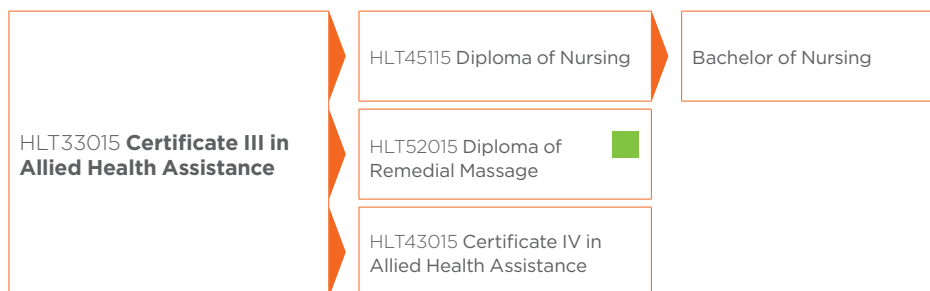 HLT33015 Certificate III in
Allied Health Assistance
HLT45115 Diploma of Nursing
Bachelor of Nursing
HLT52015 Diploma of
Remedial Massage
HLT43015 Certificate IV in
Allied Health Assistance